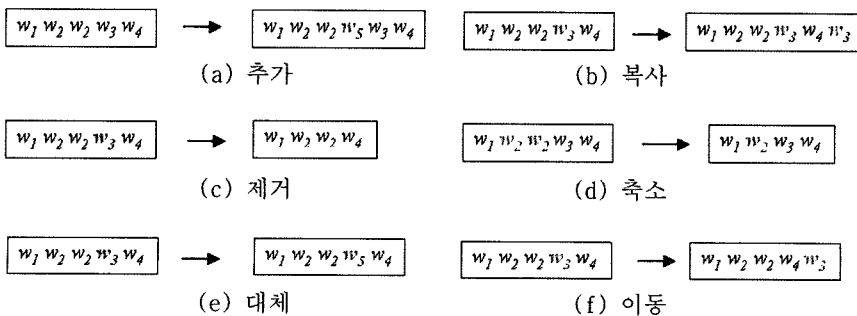 w₁ w₂ w₂ w₃ w₄ → w₁ w₂ w₂ w₅ w₃ w₄
(a) 추가
w₁ w₂ w₂ w₃ w₄ → w₁ w₂ w₂ w₃ w₄ w₃
(b) 복사
w₁ w₂ w₂ w₃ w₄ → w₁ w₂ w₂ w₄
(c) 제거
w₁ w₂ w₂ w₃ w₄ → w₁ w₂ w₃ w₄
(d) 축소
w₁ w₂ w₂ w₃ w₄ → w₁ w₂ w₂ w₅ w₄
(e) 대체
w₁ w₂ w₂ w₃ w₄ → w₁ w₂ w₂ w₄ w₃
(f) 이동